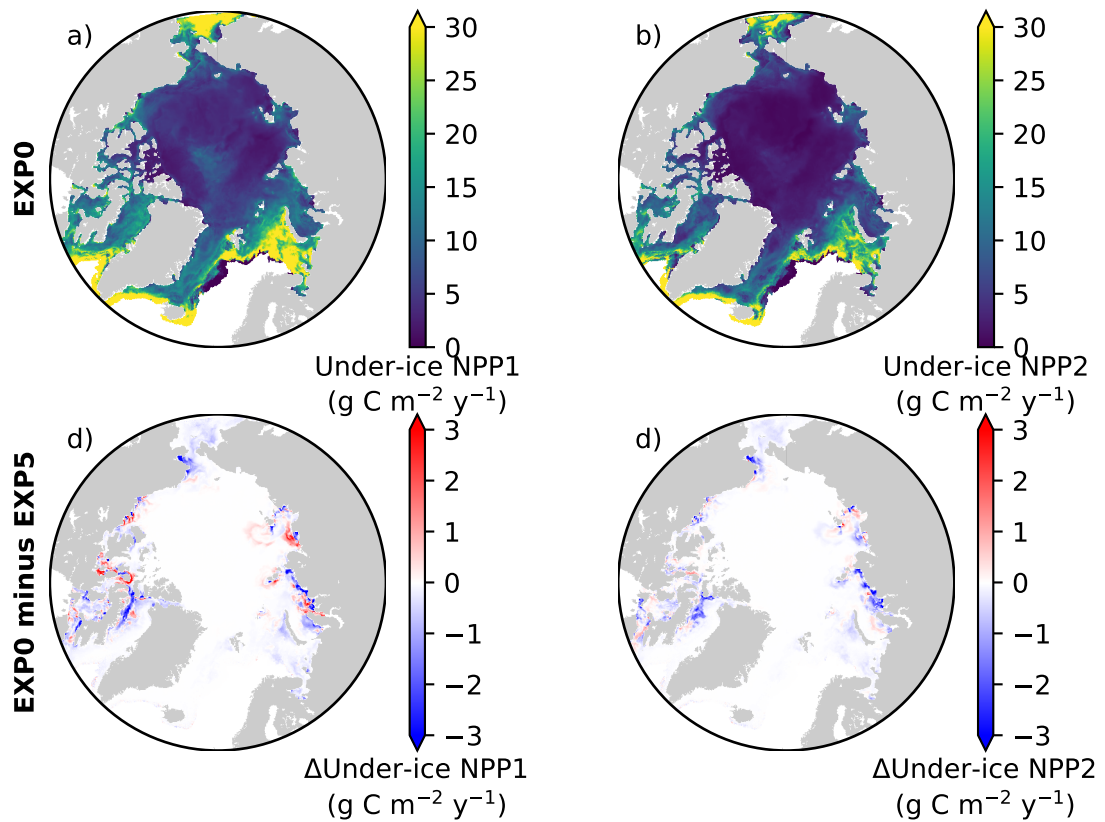 a)
30
25
20
15
10
5
0
Under-ice NPP1
(g C m⁻² y⁻¹)
b)
30
25
20
15
10
5
0
Under-ice NPP2
(g C m⁻² y⁻¹)
EXP0
d)
3
2
1
0
−1
−2
−3
ΔUnder-ice NPP1
(g C m⁻² y⁻¹)
d)
3
2
1
0
−1
−2
−3
ΔUnder-ice NPP2
(g C m⁻² y⁻¹)
EXP0 minus EXP5